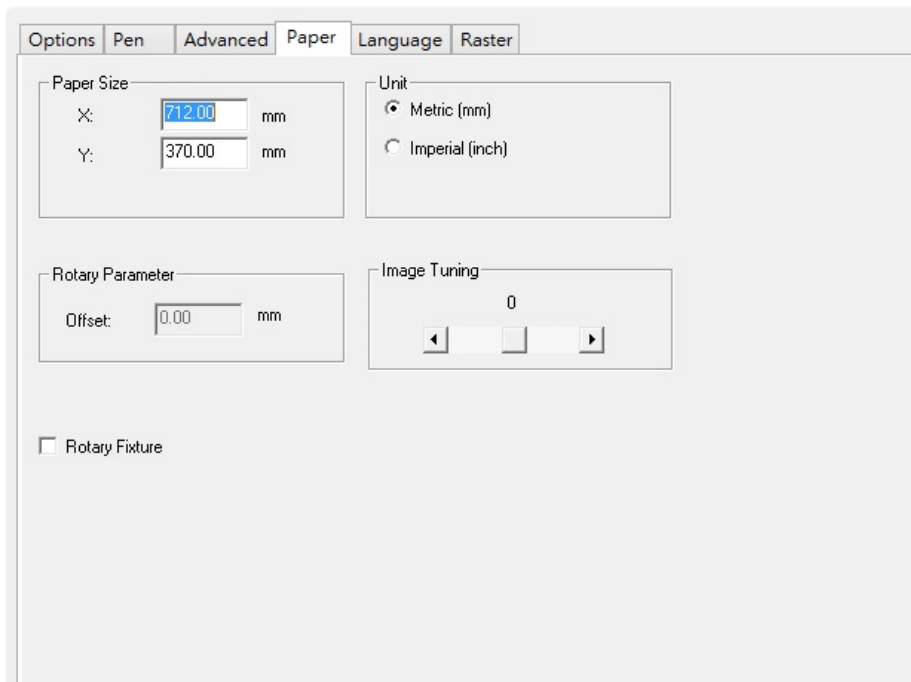 Options Pen Advanced Paper Language Raster
Paper Size
X: 712.00 mm
Y: 370.00 mm
Unit
Metric (mm)
Imperial (inch)
Rotary Parameter
Offset: 0.00 mm
Image Tuning
0
Rotary Fixture